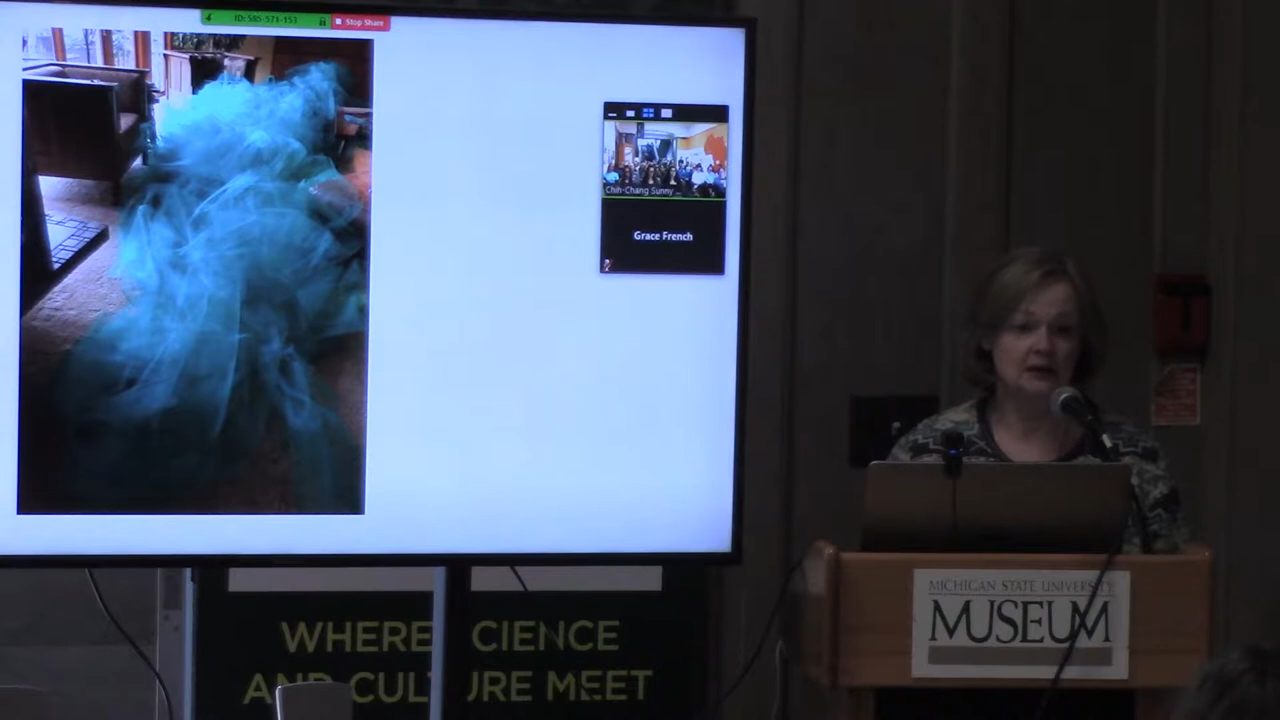 ID: 585-571-153
Stop Share
Chih-Chang Sunny ...
Grace French
WHERE CIENCE
AND CULTURE MEET
MICHIGAN STATE UNIVERSITY
MUSEUM